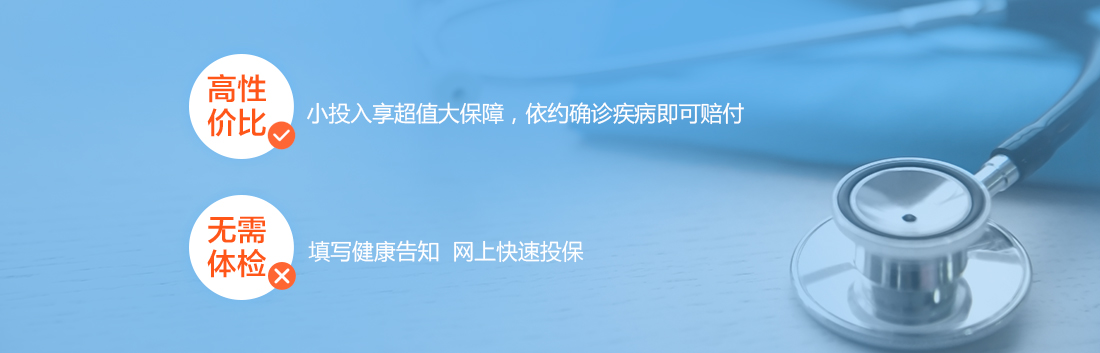 高性
价比
小投入享超值大保障，依约确诊疾病即可赔付
无需
体检
填写健康告知 网上快速投保